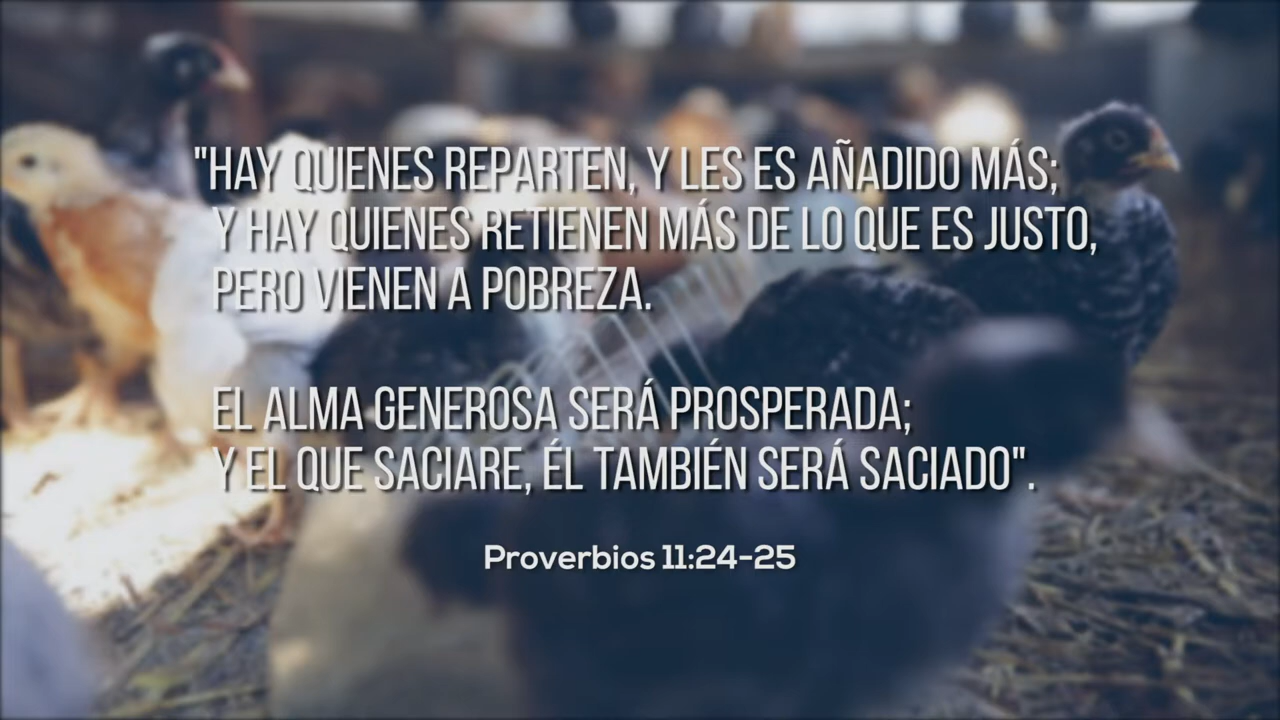 "HAY QUIENES REPARTEN, Y LES ES AÑADIDO MÁS;
Y HAY QUIENES RETIENEN MÁS DE LO QUE ES JUSTO,
PERO VIENEN A POBREZA.
EL ALMA GENEROSA SERÁ PROSPERADA;
Y EL QUE SACIARE, ÉL TAMBIÉN SERÁ SACIADO".
Proverbios 11:24-25